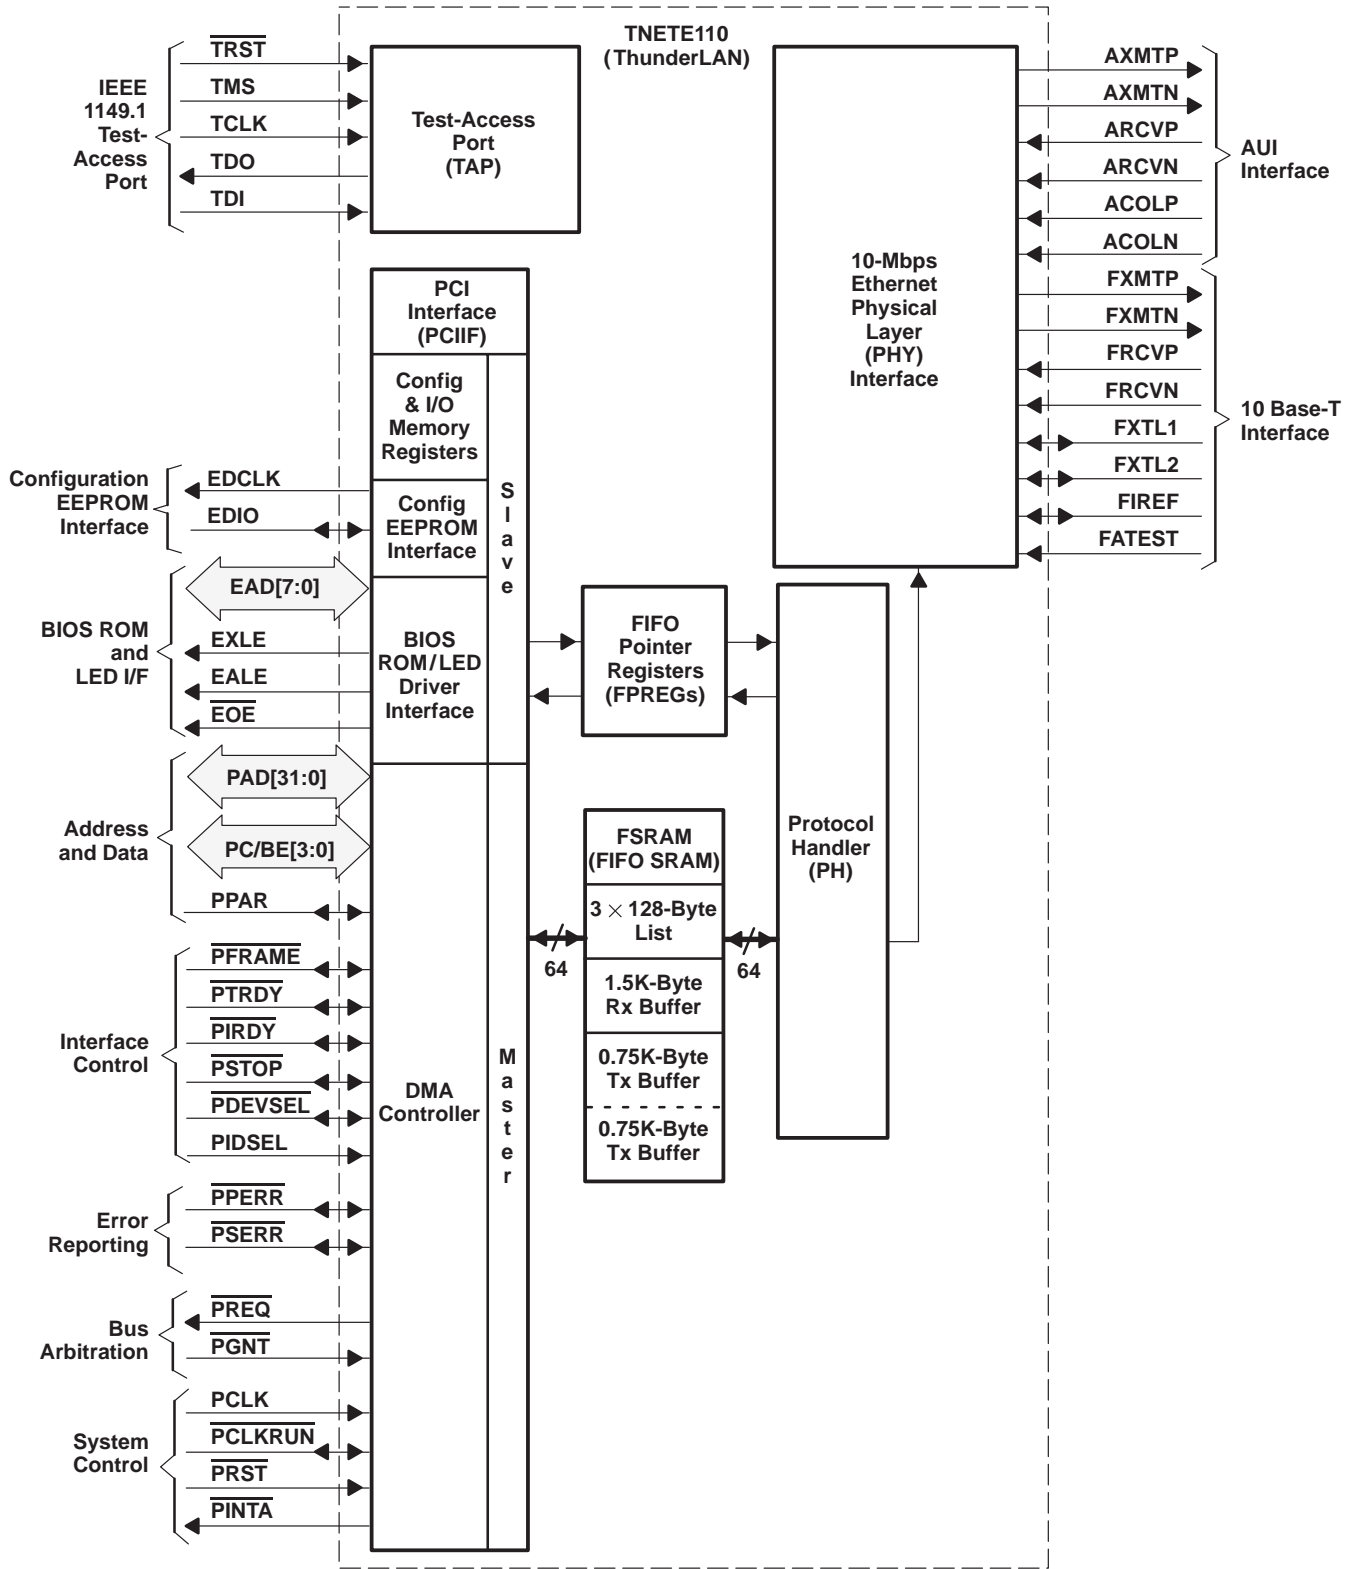 TNETE110
(ThunderLAN)
IEEE
1149.1
Test-
Access
Port
TRST
TMS
TCLK
TDO
TDI
Test-Access
Port
(TAP)
PCI
Interface
(PCIIF)
Config
& I/O
Memory
Registers
Config
EEPROM
Interface
BIOS
ROM/LED
Driver
Interface
Slave
DMA
Controller
Master
Configuration
EEPROM
Interface
EDCLK
EDIO
BIOS ROM
and
LED I/F
EAD[7:0]
EXLE
EALE
EOE
Address
and Data
PAD[31:0]
PC/BE[3:0]
PPAR
Interface
Control
PFRAME
PTRDY
PIRDY
PSTOP
PDEVSEL
PIDSEL
Error
Reporting
PPERR
PSERR
Bus
Arbitration
PREQ
PGNT
System
Control
PCLK
PCLKRUN
PRST
PINTA
FIFO
Pointer
Registers
(FPREGs)
FSRAM
(FIFO SRAM)
3 × 128-Byte
List
1.5K-Byte
Rx Buffer
0.75K-Byte
Tx Buffer
0.75K-Byte
Tx Buffer
64
64
Protocol
Handler
(PH)
10-Mbps
Ethernet
Physical
Layer
(PHY)
Interface
AXMTP
AXMTN
ARCVP
ARCVN
ACOLP
ACOLN
AUI
Interface
FXMTP
FXMTN
FRCVP
FRCVN
FXTL1
FXTL2
FIREF
FATEST
10 Base-T
Interface